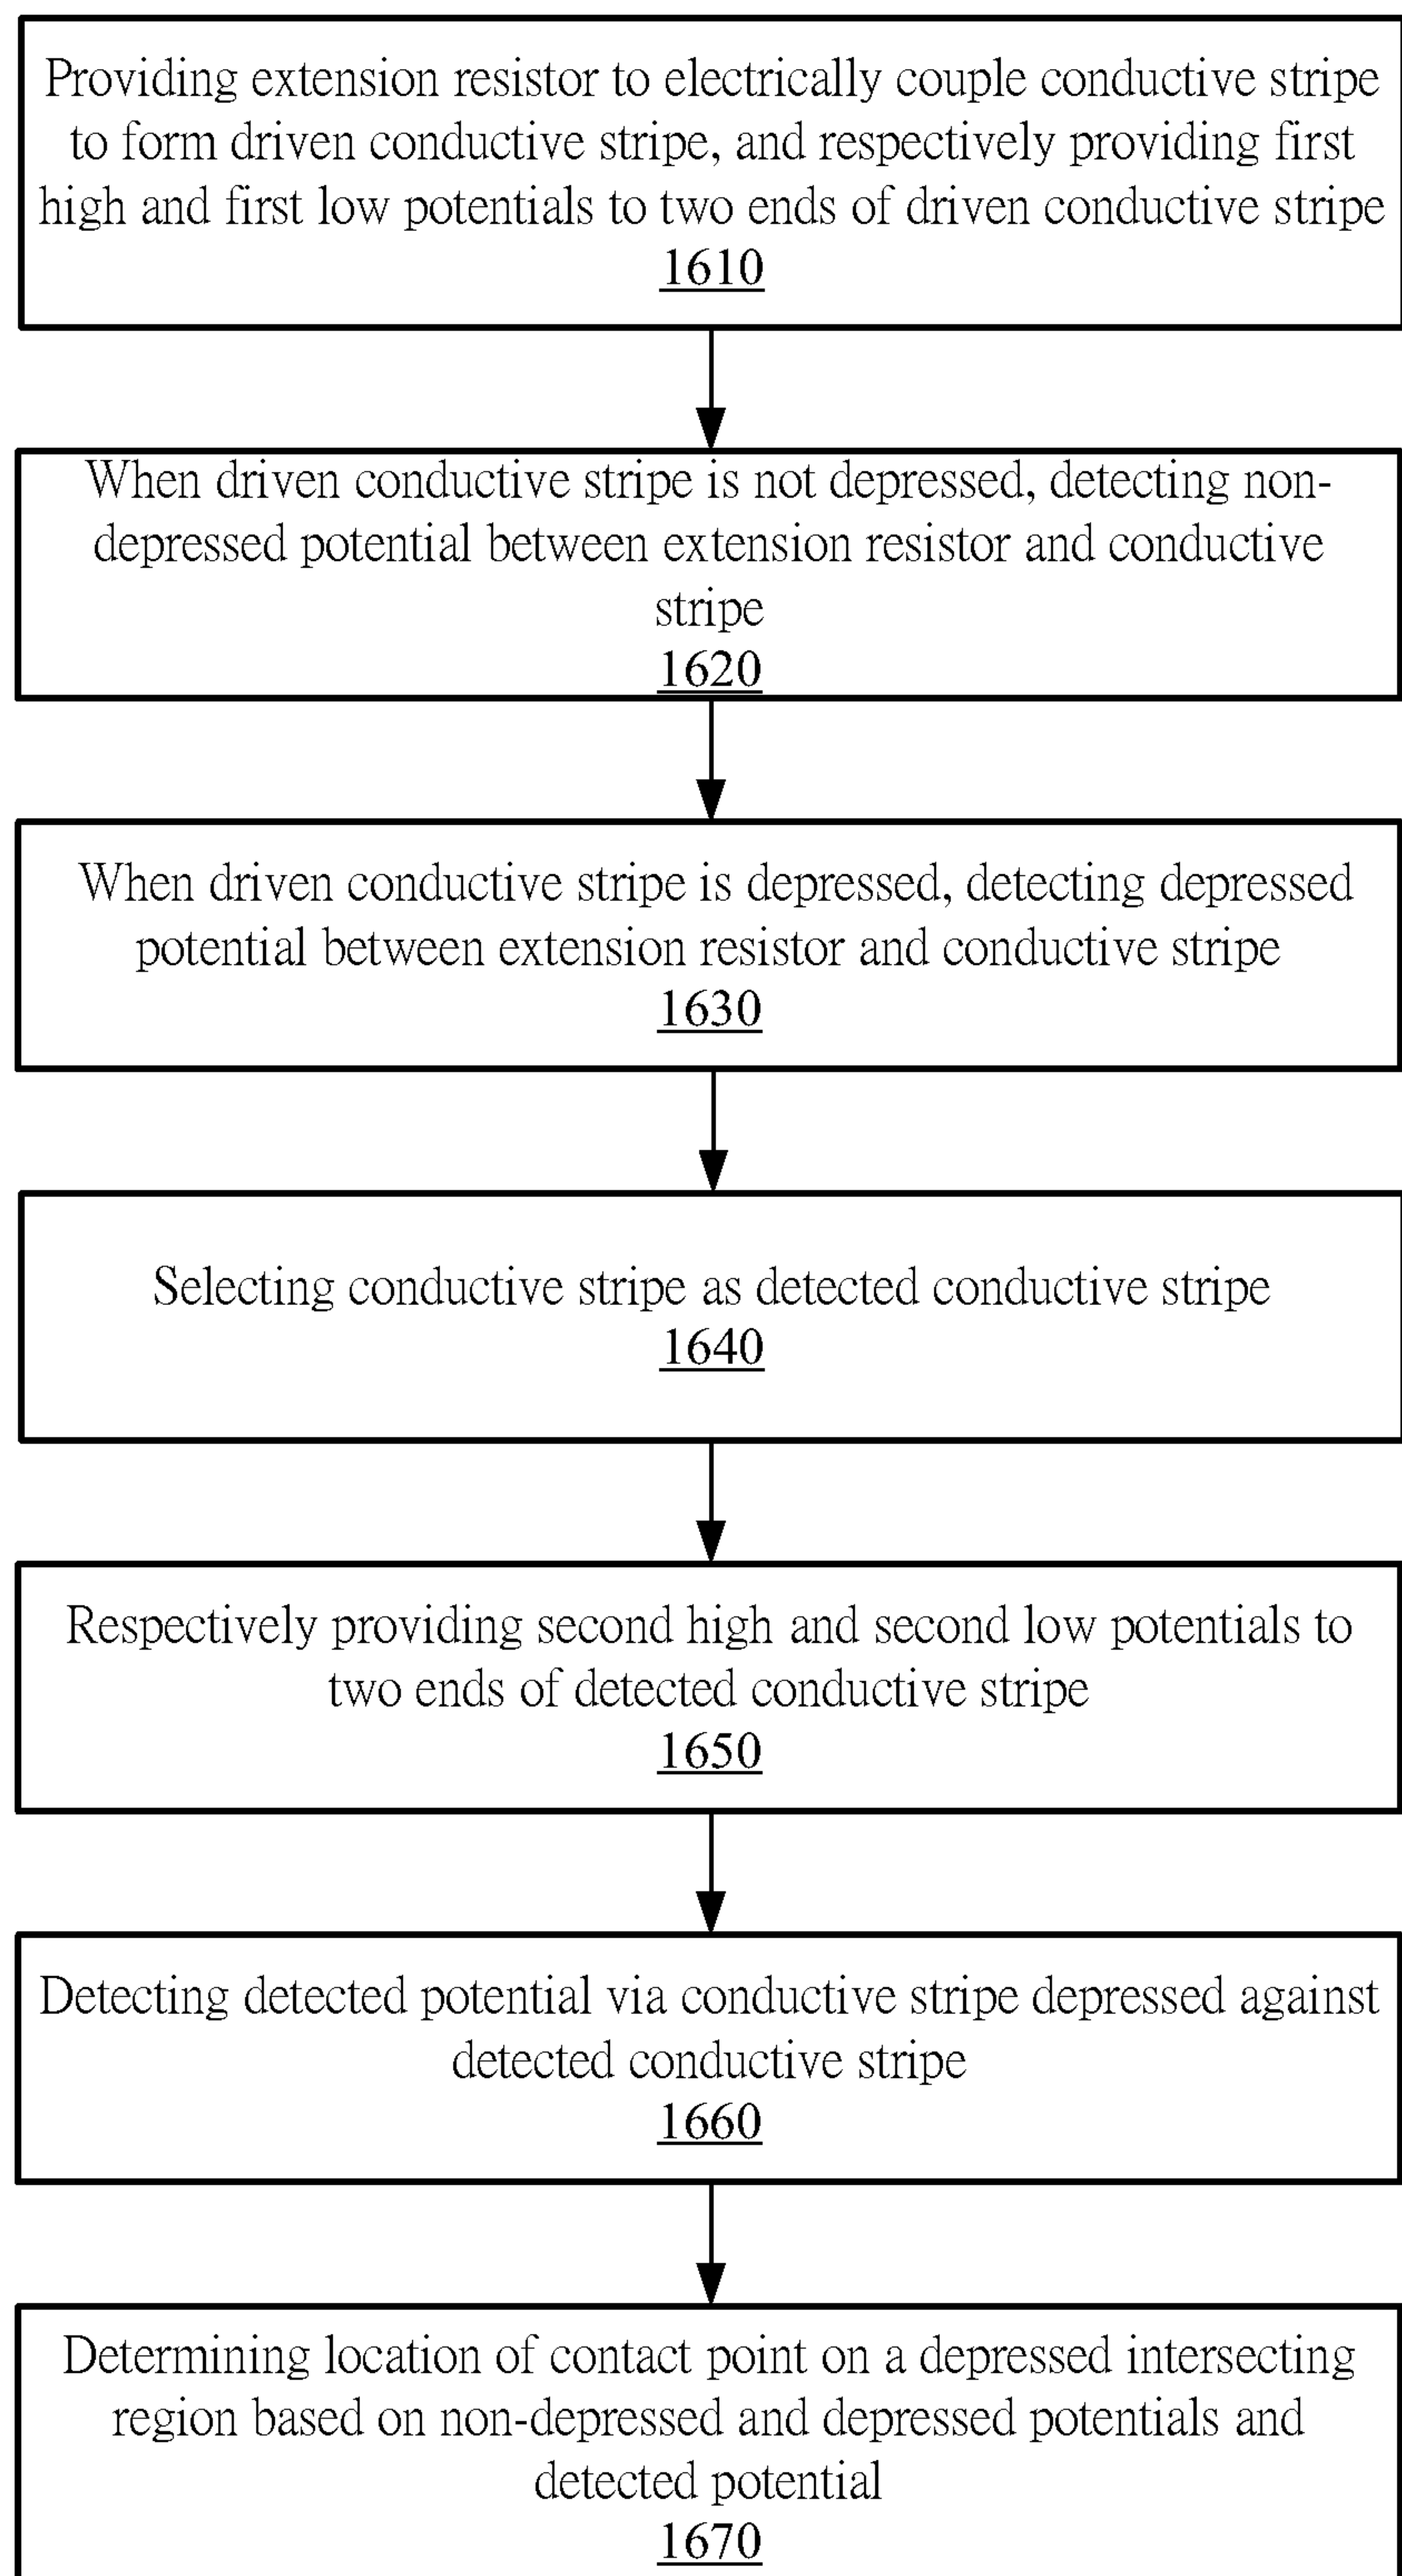 Providing extension resistor to electrically couple conductive stripe
to form driven conductive stripe, and respectively providing first
high and first low potentials to two ends of driven conductive stripe
1610
When driven conductive stripe is not depressed, detecting non-
depressed potential between extension resistor and conductive
stripe
1620
When driven conductive stripe is depressed, detecting depressed
potential between extension resistor and conductive stripe
1630
Selecting conductive stripe as detected conductive stripe
1640
Respectively providing second high and second low potentials to
two ends of detected conductive stripe
1650
Detecting detected potential via conductive stripe depressed against
detected conductive stripe
1660
Determining location of contact point on a depressed intersecting
region based on non-depressed and depressed potentials and
detected potential
1670